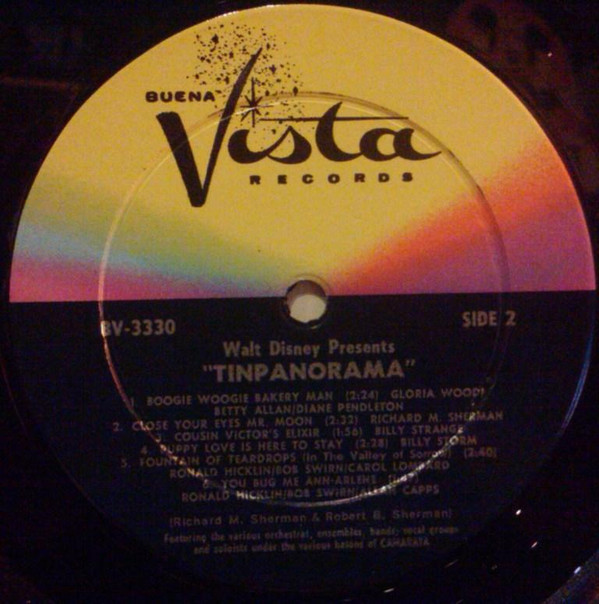 BUENA
Vista
RECORDS
BV-3330
SIDE 2
Walt Disney Presents
"TINPANORAMA"
1. BOOGIE WOOGIE BAKERY MAN (2:24) GLORIA WOOD/
BETTY ALLAN/DIANE PENDLETON
2. CLOSE YOUR EYES MR. MOON (2:32) RICHARD M. SHERMAN
3. COUSIN VICTOR'S ELIXIR (1:56) BILLY STRANGE
4. PUPPY LOVE IS HERE TO STAY (2:28) BILLY STORM
5. FOUNTAIN OF TEARDROPS (In The Valley of Sorrow) (2:40)
RONALD HICKLIN/BOB SWIRN/CAROL LOMBARD
6. YOU BUG ME ANN-ARLENE
RONALD HICKLIN/BOB SWIRN/ CAPPS
(Richard M. Sherman & Robert B. Sherman)
Featuring the various orchestras, ensembles, bands, vocal groups
and soloists under the various batons of CAMARATA